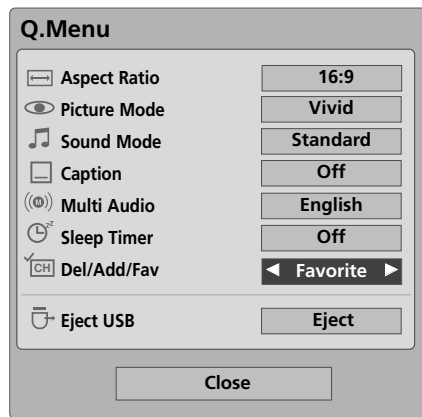 Q.Menu
Aspect Ratio 16:9
Picture Mode Vivid
Sound Mode Standard
Caption Off
Multi Audio English
Sleep Timer Off
CH Del/Add/Fav ◀ Favorite ▶
Eject USB Eject
Close